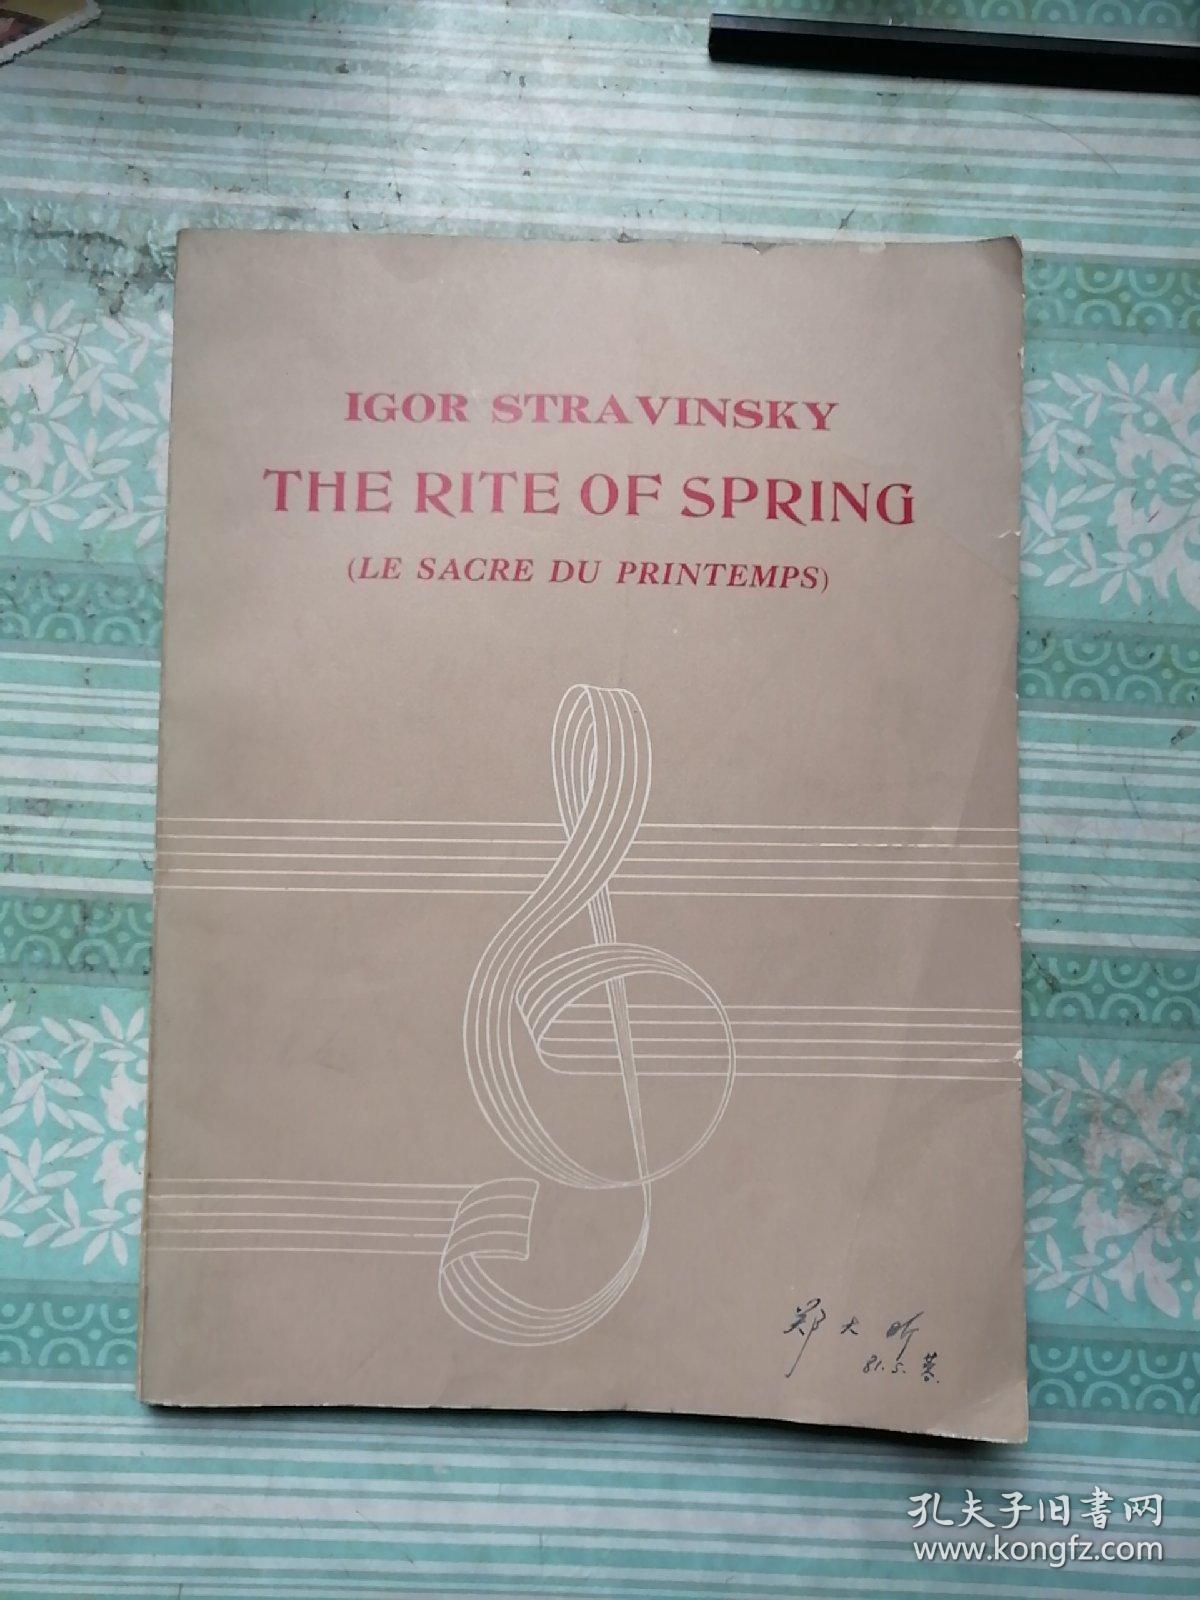 IGOR STRAVINSKY
THE RITE OF SPRING
(LE SACRE DU PRINTEMPS)
郑大昕
81.5. 蓉.
孔夫子旧书网
www.kongfz.com